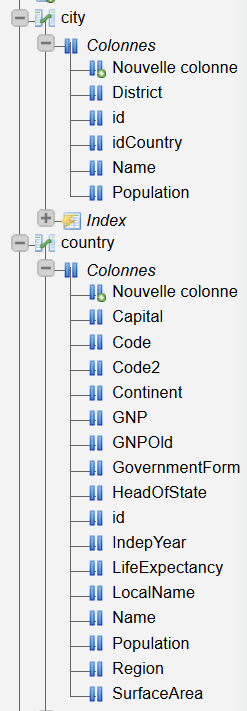 city
Colonnes
Nouvelle colonne
District
id
idCountry
Name
Population
Index
country
Colonnes
Nouvelle colonne
Capital
Code
Code2
Continent
GNP
GNPOld
GovernmentForm
HeadOfState
id
IndepYear
LifeExpectancy
LocalName
Name
Population
Region
SurfaceArea